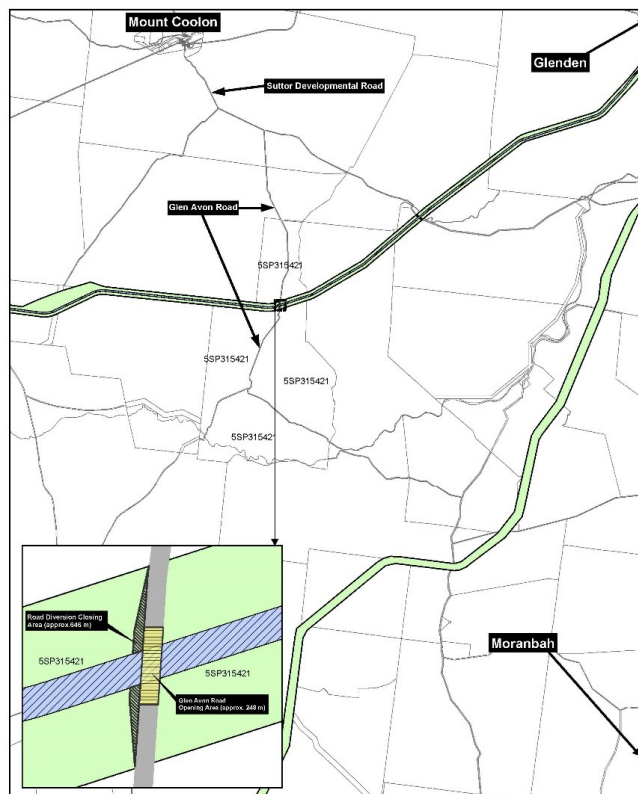 Mount Coolon
Glenden
Suttor Developmental Road
Glen Avon Road
5SP315421
5SP315421
5SP315421
5SP315421
Road Diversion Closing
Area (approx.646 m)
5SP315421
5SP315421
Glen Avon Road
Opening Area (approx. 248 m)
Moranbah